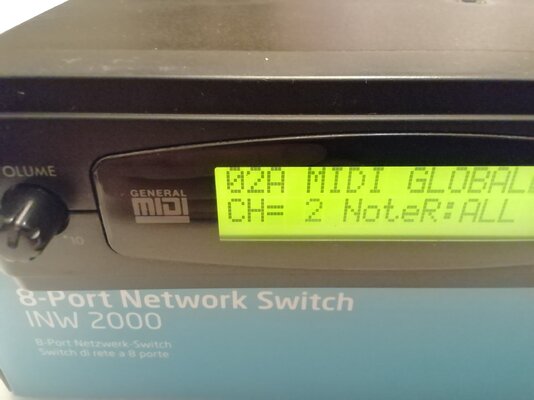 OLUME
10
GENERAL
MIDI
02A MIDI GLOBAL
CH= 2 NoteR:ALL
8-Port Network Switch
INW 2000
8-Port Netzwerk-Switch
Switch di rete a 8 porte